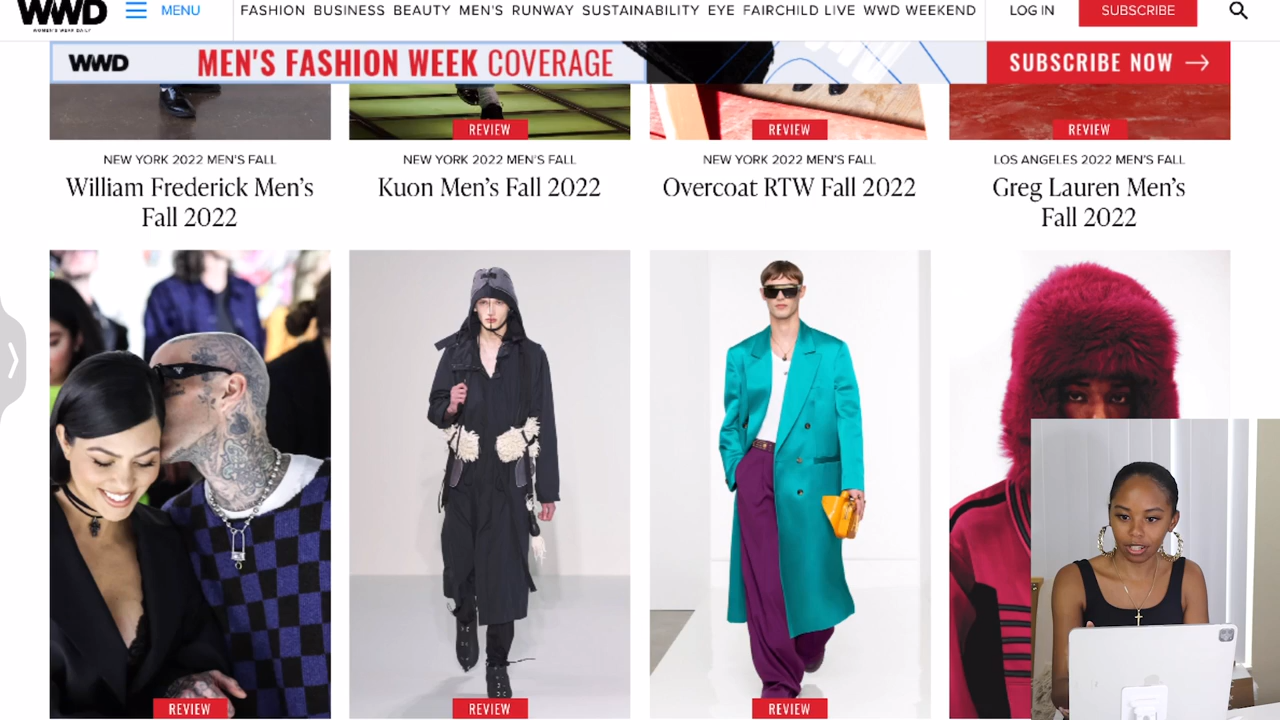 WWD
WOMEN'S WEAR DAILY
MENU
FASHION BUSINESS BEAUTY MEN'S RUNWAY SUSTAINABILITY EYE FAIRCHILD LIVE WWD WEEKEND
LOG IN
SUBSCRIBE
WWD MEN'S FASHION WEEK COVERAGE
SUBSCRIBE NOW →
REVIEW
REVIEW
REVIEW
NEW YORK 2022 MEN'S FALL
William Frederick Men's
Fall 2022
NEW YORK 2022 MEN'S FALL
Kuon Men's Fall 2022
NEW YORK 2022 MEN'S FALL
Overcoat RTW Fall 2022
LOS ANGELES 2022 MEN'S FALL
Greg Lauren Men's
Fall 2022
REVIEW
REVIEW
REVIEW